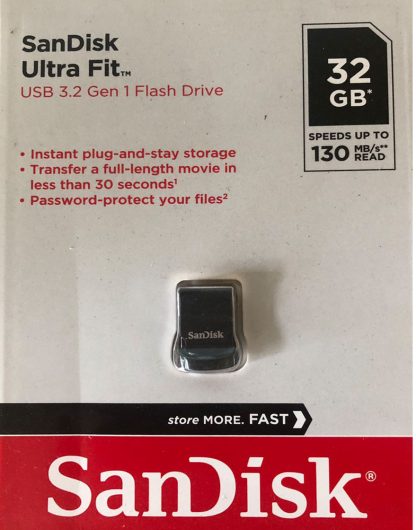 SanDisk
Ultra Fit™
USB 3.2 Gen 1 Flash Drive
32
GB*
SPEEDS UP TO
130 MB/s** READ
• Instant plug-and-stay storage
• Transfer a full-length movie in
less than 30 seconds¹
• Password-protect your files²
SanDisk
store MORE. FAST
SanDisk®